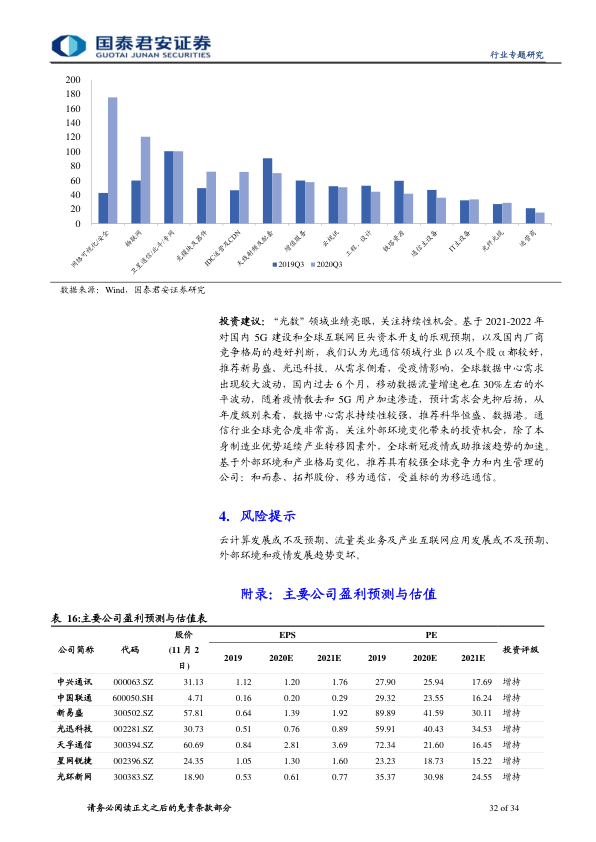 国泰君安证券
GUOTAI JUNAN SECURITIES
行业专题研究
200
180
160
140
120
100
80
60
40
20
0
网络可视化/安全
物联网
卫星通信/北斗/专网
光模块及器件
IDC运营及CDN
天线射频及配套
增值服务
云视讯
工程、设计
铁塔资源
通信主设备
IT主设备
光纤光缆
运营商
2019Q3 2020Q3
数据来源:Wind,国泰君安证券研究
投资建议:“光数”领域业绩亮眼,关注持续性机会。基于 2021-2022 年
对国内 5G 建设和全球互联网巨头资本开支的乐观预期,以及国内厂商
竞争格局的趋好判断,我们认为光通信领域行业β以及个股α都较好,
推荐新易盛、光迅科技。从需求侧看,受疫情影响,全球数据中心需求
出现较大波动,国内过去 6 个月,移动数据流量增速也在 30%左右的水
平波动,随着疫情散去和 5G 用户加速渗透,预计需求会先抑后扬,从
年度级别来看,数据中心需求持续性较强,推荐科华恒盛、数据港。通
信行业全球竞合度非常高,关注外部环境变化带来的投资机会,除了本
身制造业优势延续产业转移因素外,全球新冠疫情或助推该趋势的加速。
基于外部环境和产业格局变化,推荐具有较强全球竞争力和内生管理的
公司:和而泰、拓邦股份、移为通信,受益标的为移远通信。
4. 风险提示
云计算发展或不及预期、流量类业务及产业互联网应用发展或不及预期、
外部环境和疫情发展趋势变坏。
附录:主要公司盈利预测与估值
表 16:主要公司盈利预测与估值表
公司简称 代码 股价(11 月 2 日) EPS PE 投资评级
2019 2020E 2021E 2019 2020E 2021E
中兴通讯 000063.SZ 31.13 1.12 1.20 1.76 27.90 25.94 17.69 增持
中国联通 600050.SH 4.71 0.16 0.20 0.29 29.32 23.55 16.24 增持
新易盛 300502.SZ 57.81 0.64 1.39 1.92 89.89 41.59 30.11 增持
光迅科技 002281.SZ 30.73 0.51 0.76 0.89 59.91 40.43 34.53 增持
天孚通信 300394.SZ 60.69 0.84 2.81 3.69 72.34 21.60 16.45 增持
星网锐捷 002396.SZ 24.35 1.05 1.30 1.60 23.23 18.73 15.22 增持
光环新网 300383.SZ 18.90 0.53 0.61 0.77 35.37 30.98 24.55 增持
请务必阅读正文之后的免责条款部分
32 of 34